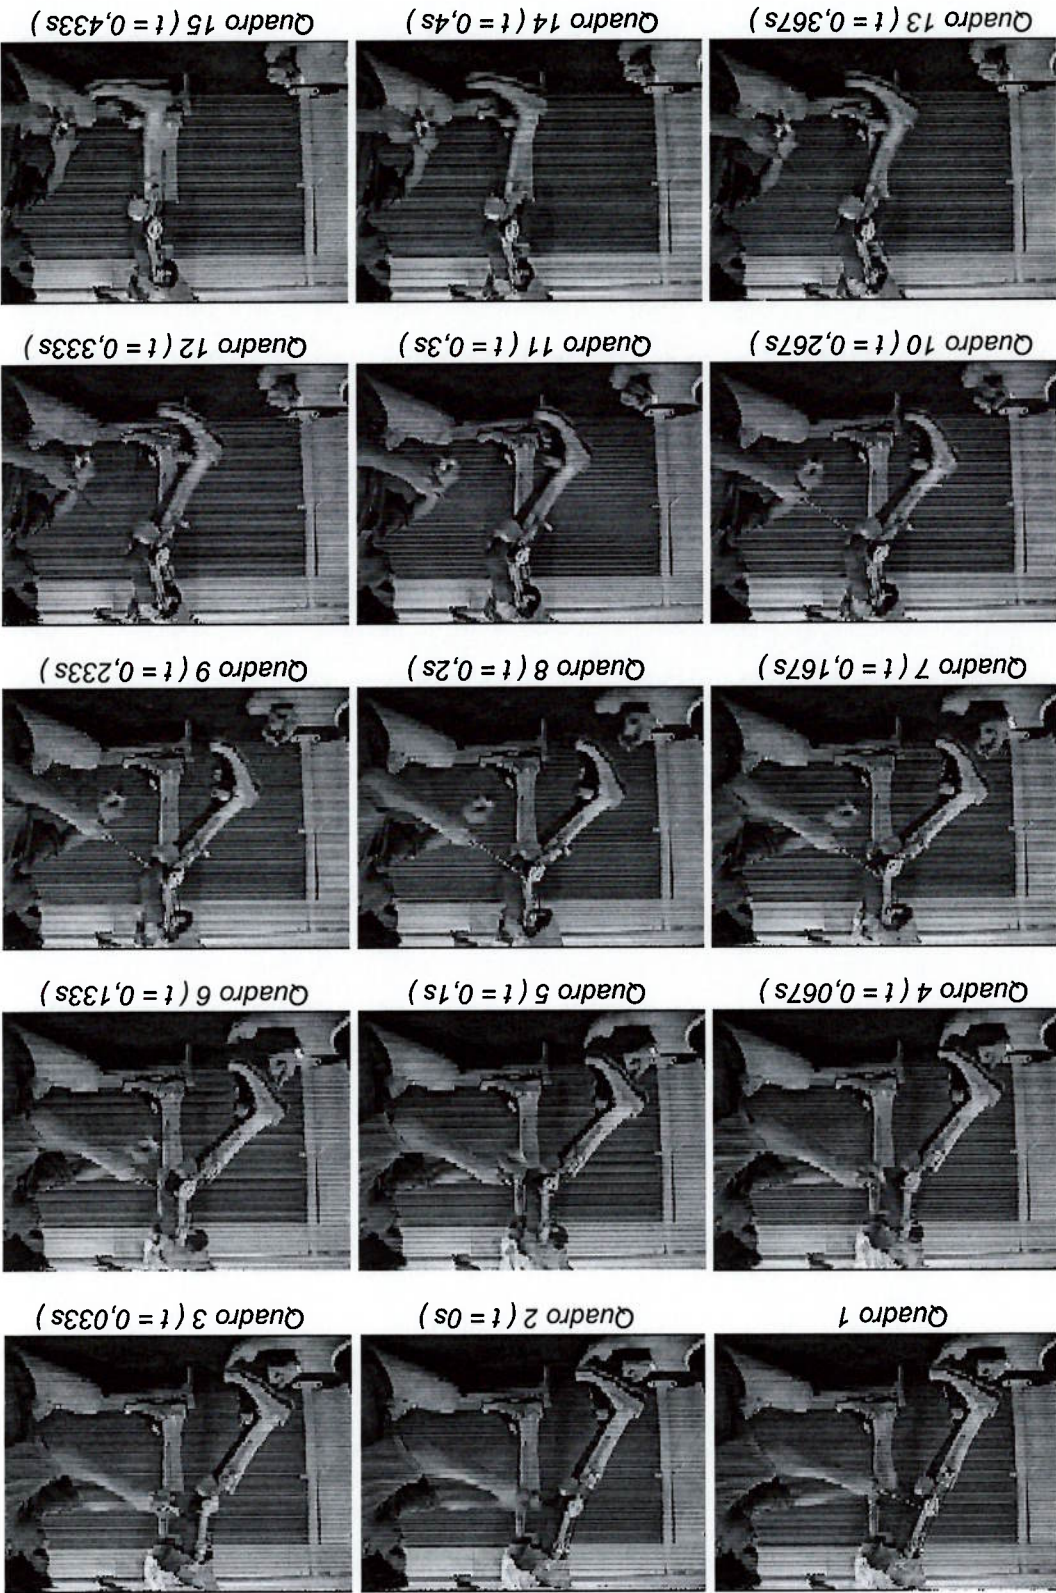 Quadro 1
Quadro 2 ( t = 0s )
Quadro 3 ( t = 0,033s )
Quadro 4 ( t = 0,067s )
Quadro 5 ( t = 0,1s )
Quadro 6 ( t = 0,133s )
Quadro 7 ( t = 0,167s )
Quadro 8 ( t = 0,2s )
Quadro 9 ( t = 0,233s )
Quadro 10 ( t = 0,267s )
Quadro 11 ( t = 0,3s )
Quadro 12 ( t = 0,333s )
Quadro 13 ( t = 0,367s )
Quadro 14 ( t = 0,4s )
Quadro 15 ( t = 0,433s )